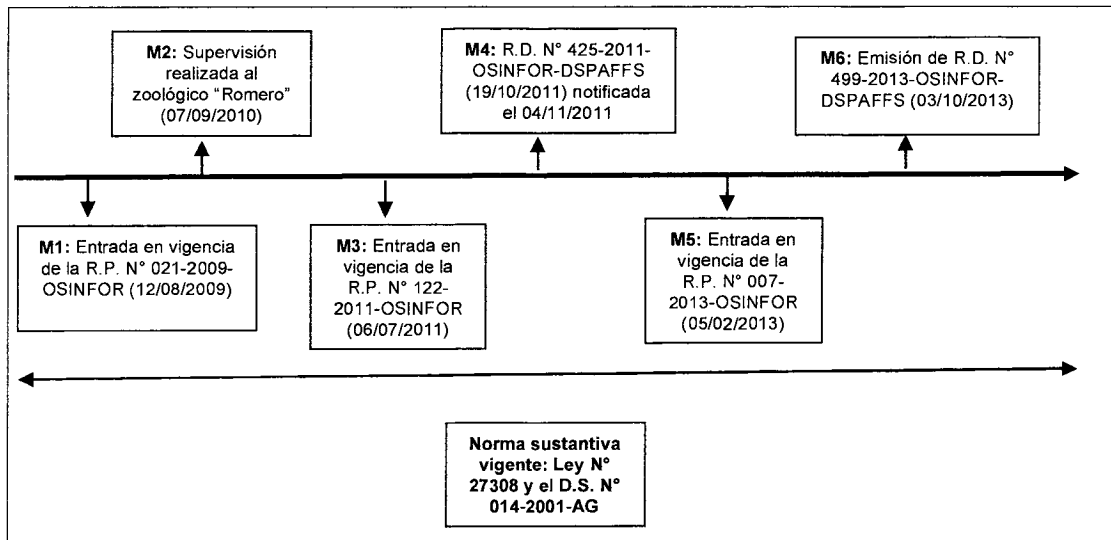 M2: Supervisión
realizada al
zoológico “Romero”
(07/09/2010)
M4: R.D. N° 425-2011-
OSINFOR-DSPAFFS
(19/10/2011) notificada
el 04/11/2011
M6: Emisión de R.D. N°
499-2013-OSINFOR-
DSPAFFS (03/10/2013)
M1: Entrada en vigencia
de la R.P. N° 021-2009-
OSINFOR (12/08/2009)
M3: Entrada en
vigencia de la
R.P. N° 122-
2011-OSINFOR
(06/07/2011)
M5: Entrada en
vigencia de la
R.P. N° 007-
2013-OSINFOR
(05/02/2013)
Norma sustantiva
vigente: Ley N°
27308 y el D.S. N°
014-2001-AG